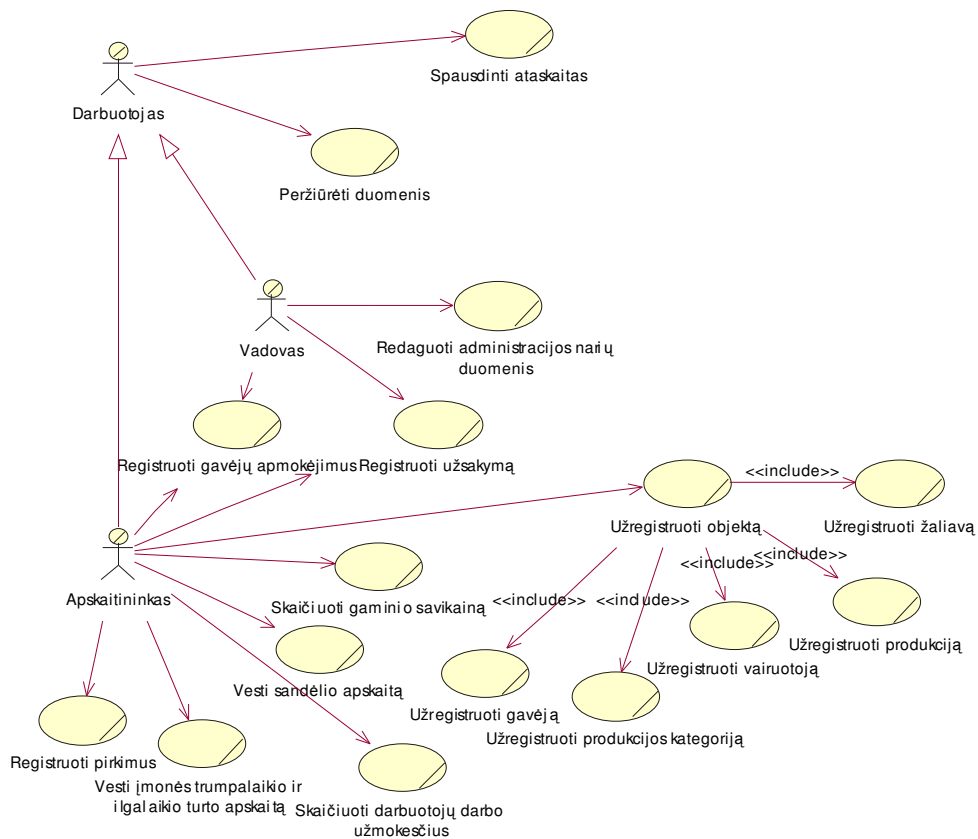 Spausdinti ataskaitas
Darbuotojas
Peržiūrėti duomenis
Vadovas
Redaguoti administracijos narių
duomenis
Registruoti gavėjų apmokėjimus
Registruoti užsakymą
<<include>>
Užregistruoti objektą
Užregistruoti žaliavą
<<include>>
<<include>>
Apskaitininkas
Skaičiuoti gaminio savikainą
<<include>>
<<include>>
Užregistruoti produkciją
Vesti sandėlio apskaitą
Užregistruoti vairuotoją
Užregistruoti gavėją
Užregistruoti produkcijos kategoriją
Registruoti pirkimus
Vesti įmonės trumpalaikio ir
ilgalaikio turto apskaitą
Skaičiuoti darbuotojų darbo
užmokesčius